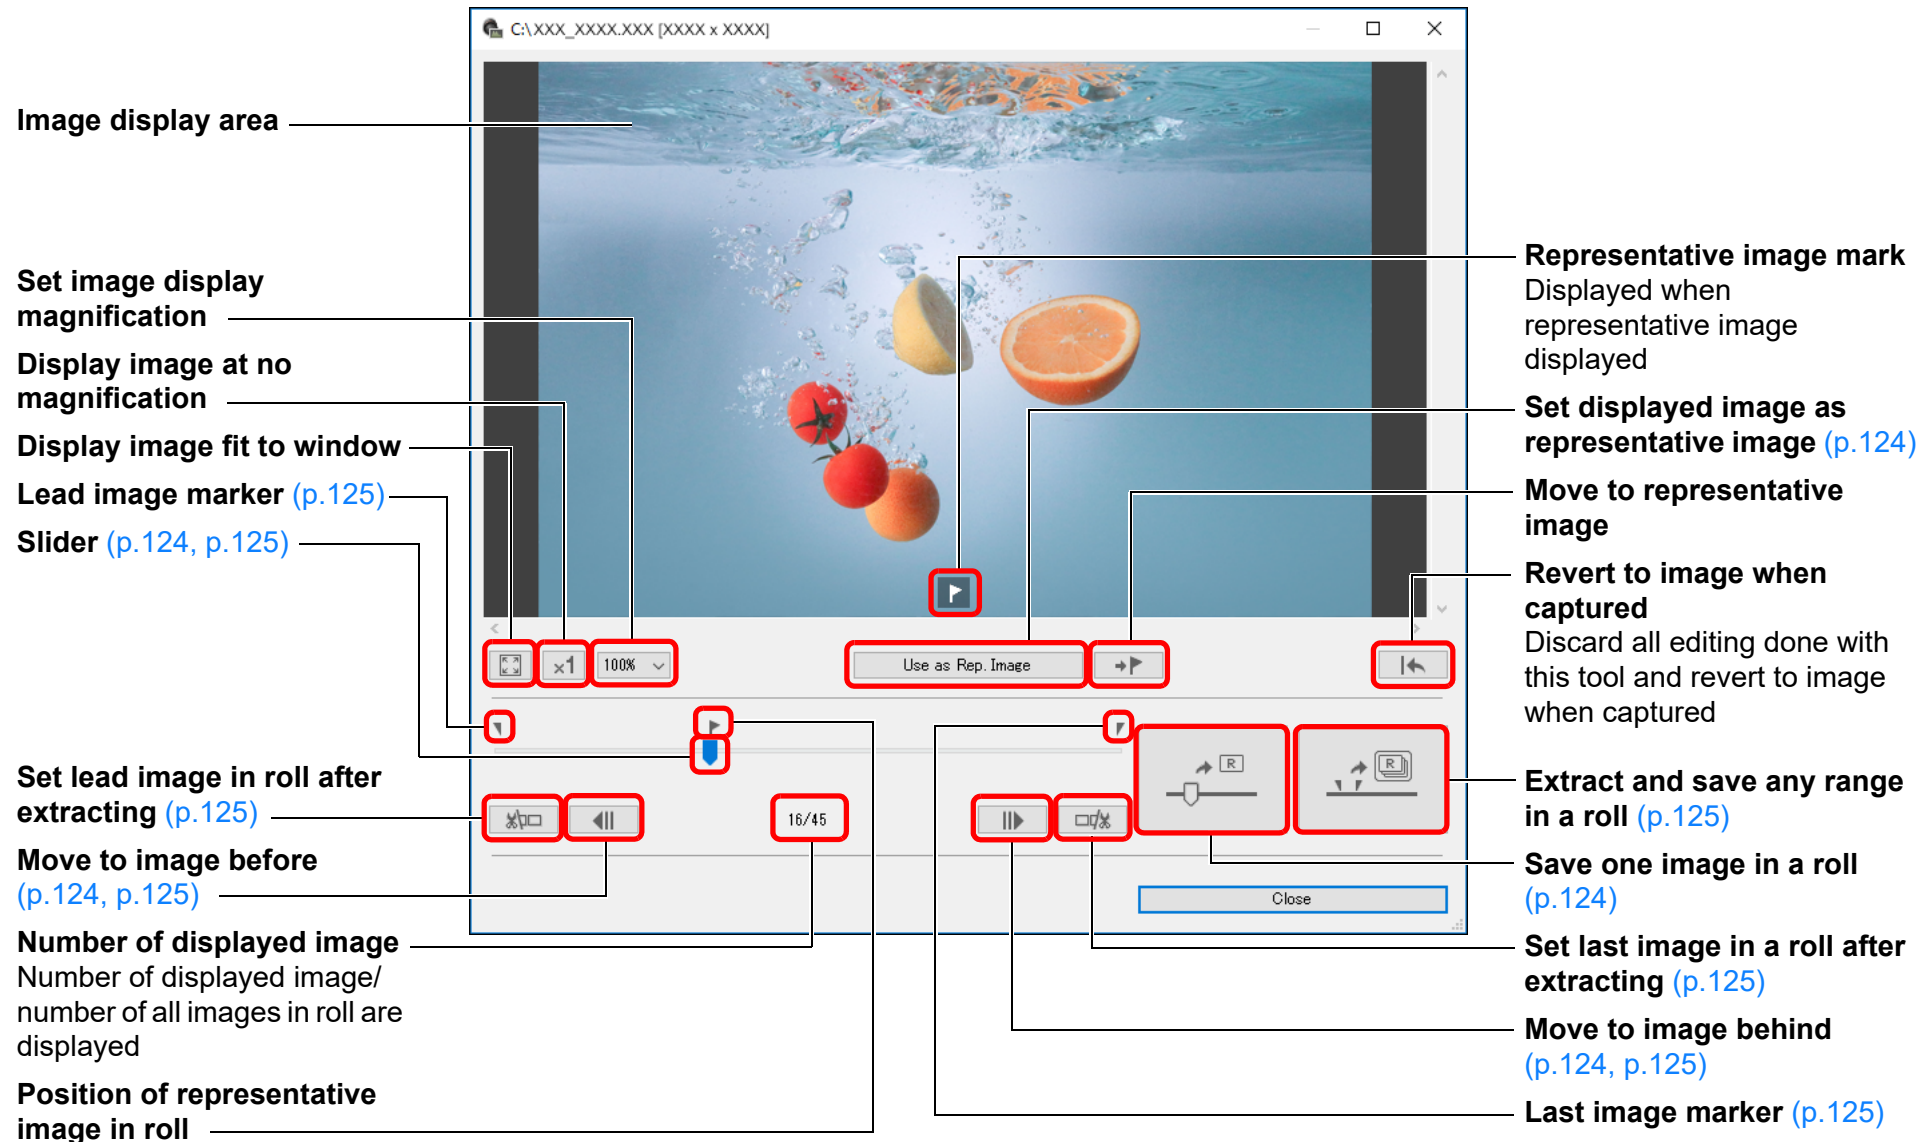 C:\XXX_XXXX.XXX [XXXX x XXXX]
Image display area
Set image display
magnification
Display image at no
magnification
Display image fit to window
Lead image marker (p.125)
Slider (p.124, p.125)
Set lead image in roll after
extracting (p.125)
Move to image before
(p.124, p.125)
Number of displayed image
Number of displayed image/
number of all images in roll are
displayed
Position of representative
image in roll
×1
100%
Use as Rep. Image
16/45
R
R
Close
Representative image mark
Displayed when
representative image
displayed
Set displayed image as
representative image (p.124)
Move to representative
image
Revert to image when
captured
Discard all editing done with
this tool and revert to image
when captured
Extract and save any range
in a roll (p.125)
Save one image in a roll
(p.124)
Set last image in a roll after
extracting (p.125)
Move to image behind
(p.124, p.125)
Last image marker (p.125)